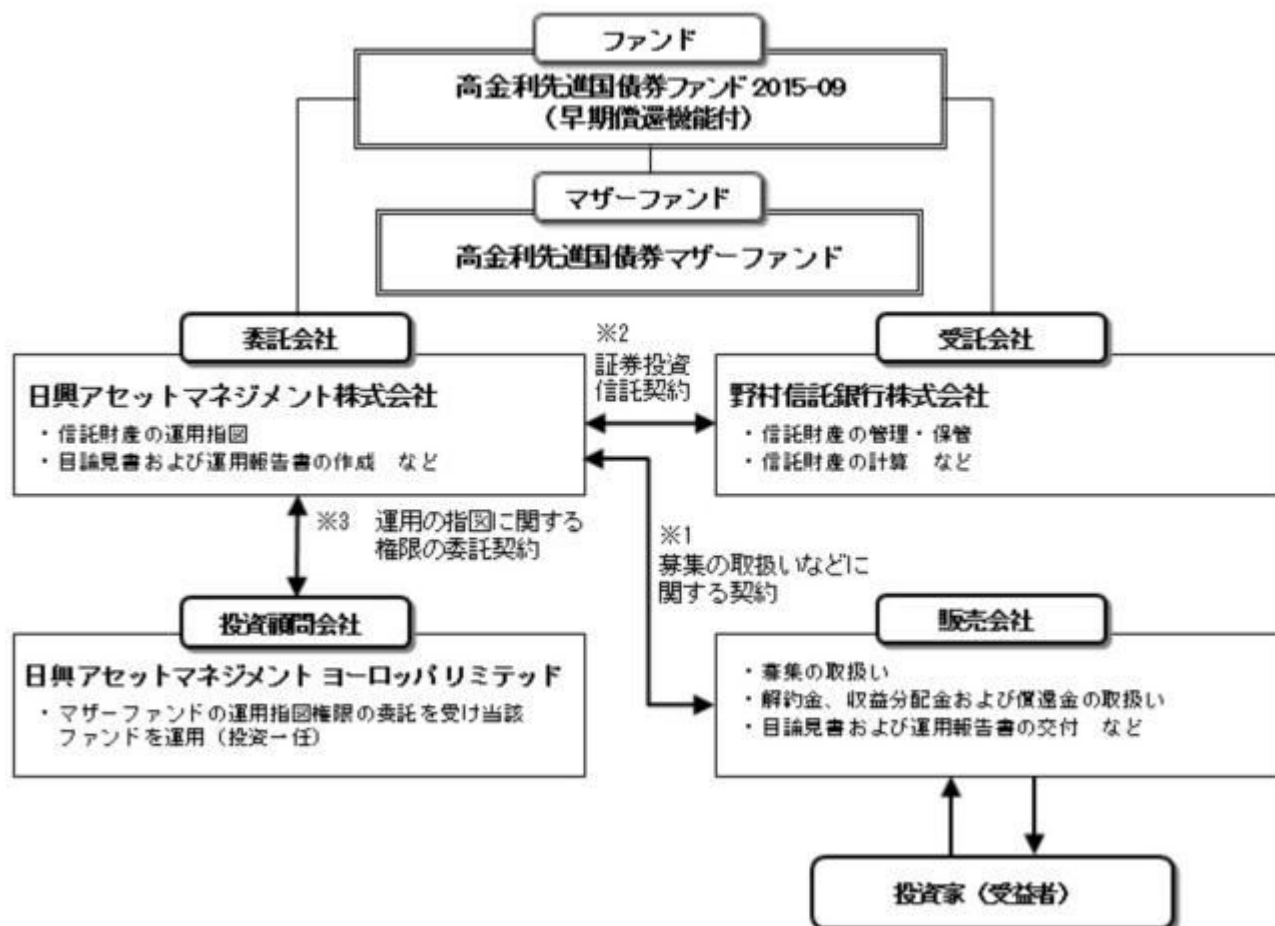 ファンド
高金利先進国債券ファンド2015-09
（早期償還機能付）
マザーファンド
高金利先進国債券マザーファンド
委託会社
日興アセットマネジメント株式会社
・信託財産の運用指図
・目論見書および運用報告書の作成　など
※2
証券投資
信託契約
受託会社
野村信託銀行株式会社
・信託財産の管理・保管
・信託財産の計算　など
※3　運用の指図に関する
権限の委託契約
※1
募集の取扱いなどに
関する契約
投資顧問会社
日興アセットマネジメント ヨーロッパ リミテッド
・マザーファンドの運用指図権限の委託を受け当該
ファンドを運用（投資一任）
販売会社
・募集の取扱い
・解約金、収益分配金および償還金の取扱い
・目論見書および運用報告書の交付　など
投資家（受益者）